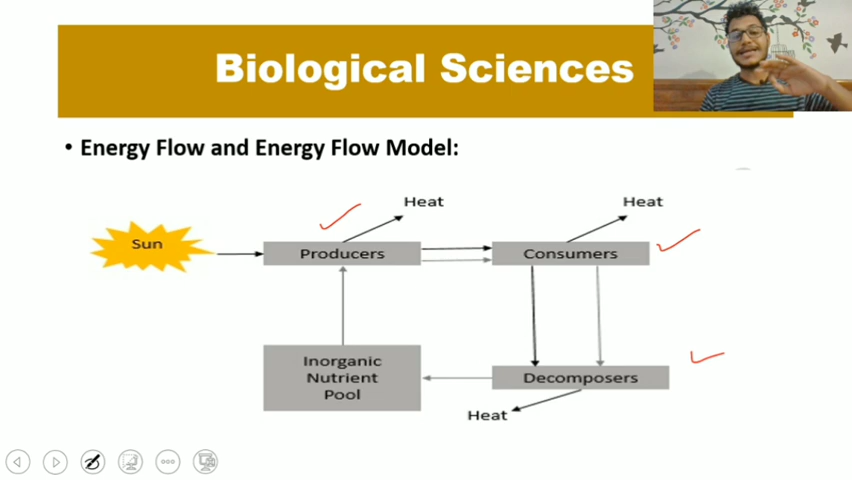 Biological Sciences
• Energy Flow and Energy Flow Model:
Heat
Heat
Sun
Producers
Consumers
Inorganic
Nutrient
Pool
Decomposers
Heat